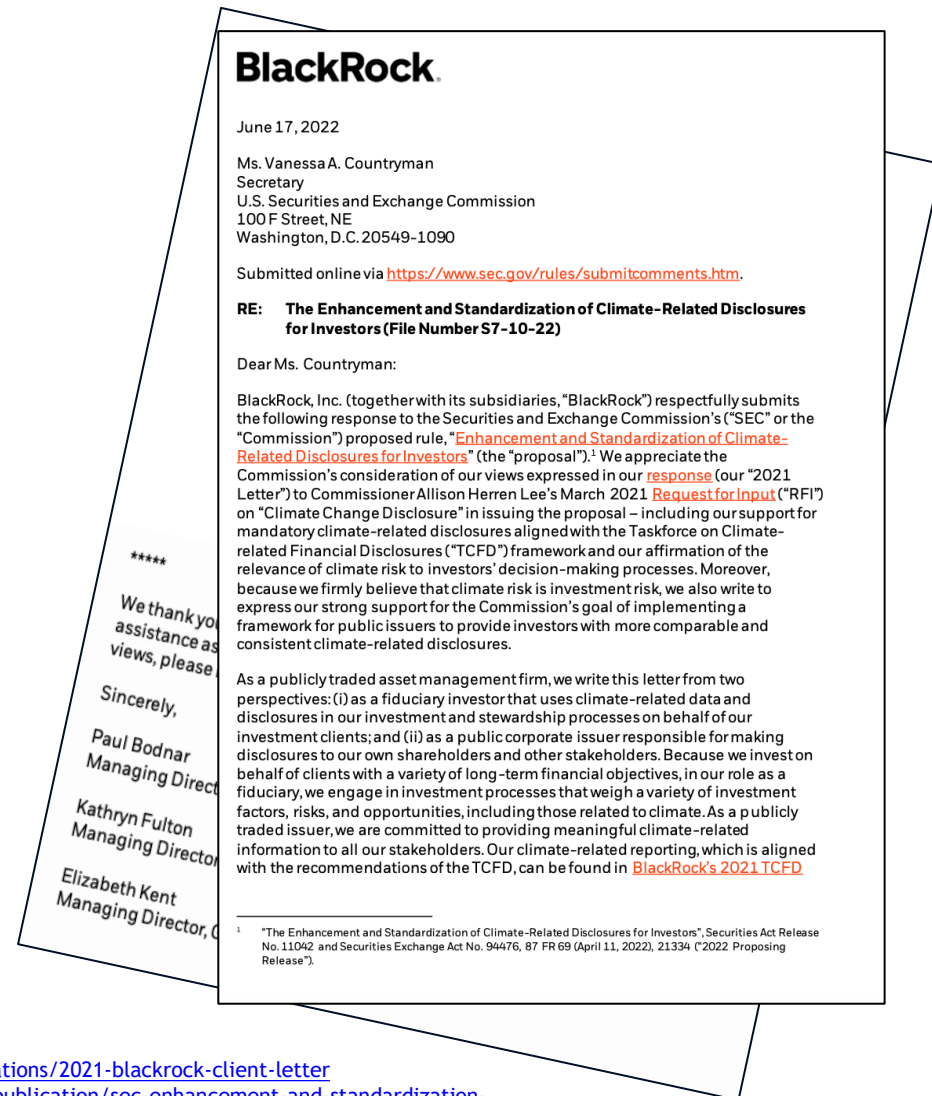 BlackRock
June 17, 2022
Ms. Vanessa A. Countryman
Secretary
U.S. Securities and Exchange Commission
100 F Street, NE
Washington, D.C. 20549-1090
Submitted online via https://www.sec.gov/rules/submitcomments.htm.
RE: The Enhancement and Standardization of Climate-Related Disclosures
for Investors (File Number S7-10-22)
Dear Ms. Countryman:
BlackRock, Inc. (together with its subsidiaries, “BlackRock”) respectfully submits
the following response to the Securities and Exchange Commission’s (“SEC” or the
“Commission”) proposed rule, “Enhancement and Standardization of Climate-
Related Disclosures for Investors” (the “proposal”).¹ We appreciate the
Commission’s consideration of our views expressed in our response (our “2021
Letter”) to Commissioner Allison Herren Lee’s March 2021 Request for Input (“RFI”)
on “Climate Change Disclosure” in issuing the proposal – including our support for
mandatory climate-related disclosures aligned with the Taskforce on Climate-
related Financial Disclosures (“TCFD”) framework and our affirmation of the
relevance of climate risk to investors’ decision-making processes. Moreover,
because we firmly believe that climate risk is investment risk, we also write to
express our strong support for the Commission’s goal of implementing a
framework for public issuers to provide investors with more comparable and
consistent climate-related disclosures.
As a publicly traded asset management firm, we write this letter from two
perspectives: (i) as a fiduciary investor that uses climate-related data and
disclosures in our investment and stewardship processes on behalf of our
investment clients; and (ii) as a public corporate issuer responsible for making
disclosures to our own shareholders and other stakeholders. Because we invest on
behalf of clients with a variety of long-term financial objectives, in our role as a
fiduciary, we engage in investment processes that weigh a variety of investment
factors, risks, and opportunities, including those related to climate. As a publicly
traded issuer, we are committed to providing meaningful climate-related
information to all our stakeholders. Our climate-related reporting, which is aligned
with the recommendations of the TCFD, can be found in BlackRock’s 2021 TCFD
¹ “The Enhancement and Standardization of Climate-Related Disclosures for Investors”, Securities Act Release
No. 11042 and Securities Exchange Act No. 94476, 87 FR 69 (April 11, 2022), 21334 (“2022 Proposing
Release”).
*****
We thank you
assistance as
views, please
Sincerely,
Paul Bodnar
Managing Direct
Kathryn Fulton
Managing Director
Elizabeth Kent
Managing Director,
ations/2021-blackrock-client-letter
publication/sec-enhancement-and-standardization-